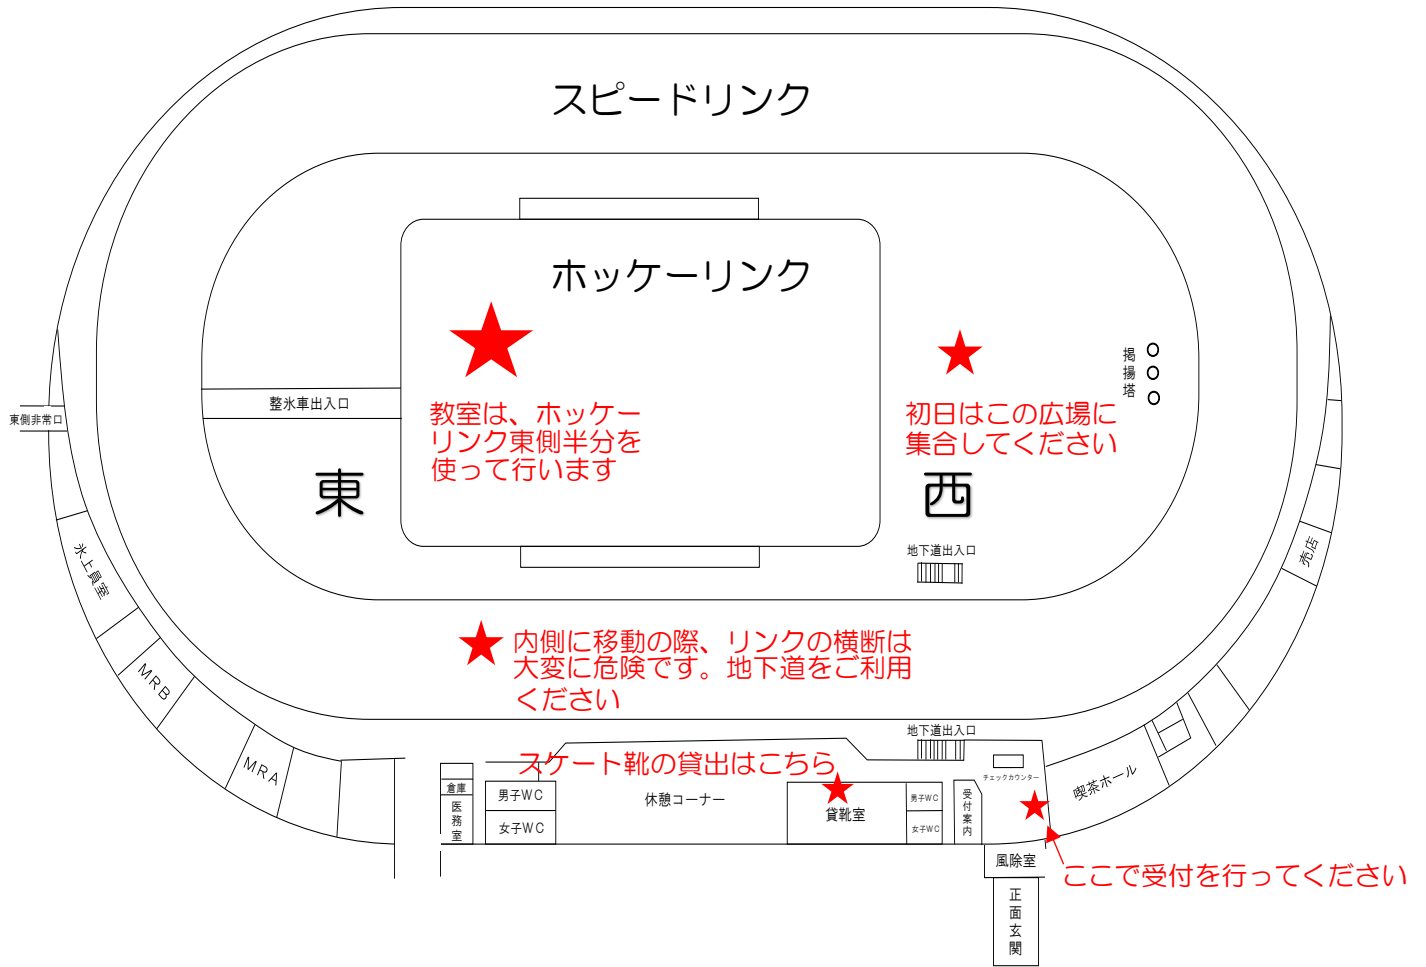 スピードリンク
ホッケーリンク
掲揚塔
整氷車出入口
東側非常口
教室は、ホッケー
リンク東側半分を
使って行います
初日はこの広場に
集合してください
東
西
地下道出入口
売店
氷上員室
内側に移動の際、リンクの横断は
大変に危険です。地下道をご利用
ください
MRB
地下道出入口
MRA
スケート靴の貸出はこちら
チェックカウンター
喫茶ホール
倉庫
医務室
男子WC
女子WC
休憩コーナー
貸靴室
男子WC
女子WC
受付案内
風除室
ここで受付を行ってください
正面玄関